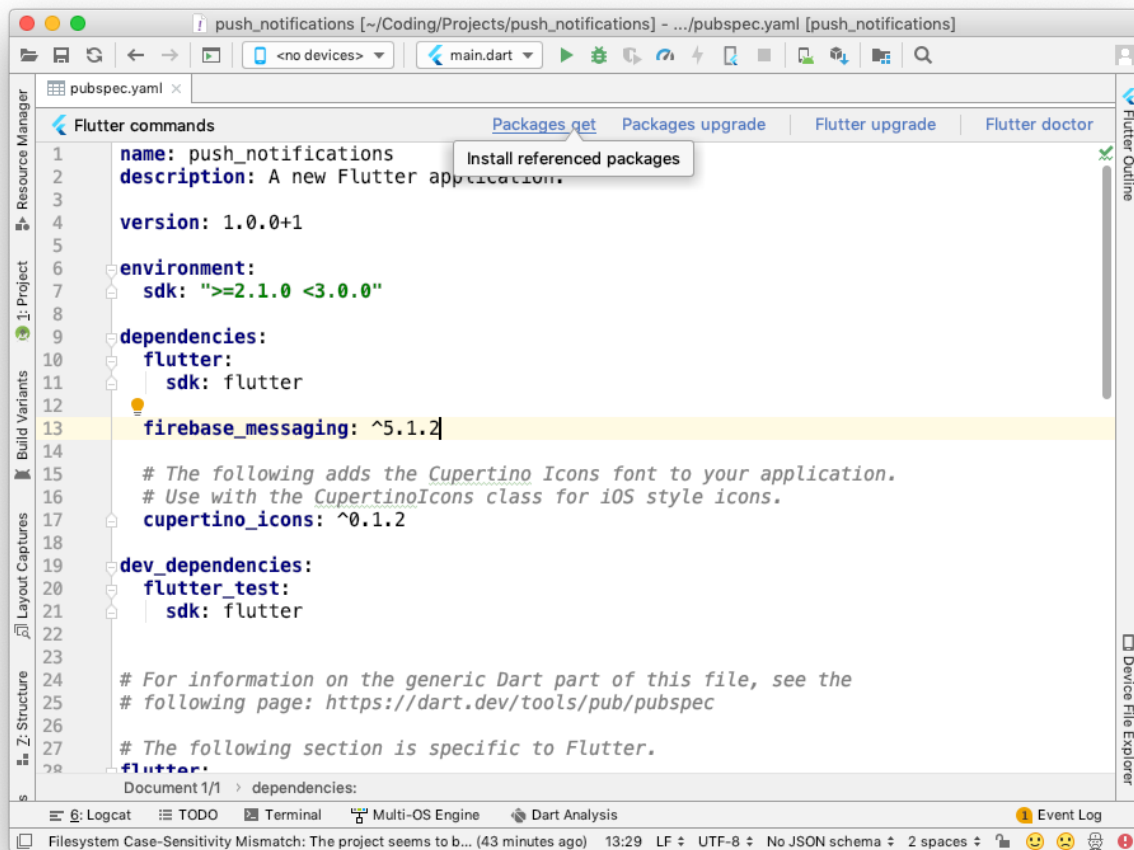 push_notifications [~/Coding/Projects/push_notifications] - .../pubspec.yaml [push_notifications]
<no devices>
main.dart
pubspec.yaml
Flutter commands
Packages get
Packages upgrade
Flutter upgrade
Flutter doctor
Install referenced packages
1 name: push_notifications
2 description: A new Flutter application.
3
4 version: 1.0.0+1
5
6 environment:
7 sdk: ">=2.1.0 <3.0.0"
8
9 dependencies:
10 flutter:
11 sdk: flutter
12
13 firebase_messaging: ^5.1.2
14
15 # The following adds the Cupertino Icons font to your application.
16 # Use with the CupertinoIcons class for iOS style icons.
17 cupertino_icons: ^0.1.2
18
19 dev_dependencies:
20 flutter_test:
21 sdk: flutter
22
23
24 # For information on the generic Dart part of this file, see the
25 # following page: https://dart.dev/tools/pub/pubspec
26
27 # The following section is specific to Flutter.
28 flutter:
Document 1/1 › dependencies:
Resource Manager
1: Project
Build Variants
Layout Captures
Z: Structure
Flutter Outline
Device File Explorer
6: Logcat
TODO
Terminal
Multi-OS Engine
Dart Analysis
1 Event Log
Filesystem Case-Sensitivity Mismatch: The project seems to b... (43 minutes ago)
13:29
LF
UTF-8
No JSON schema
2 spaces